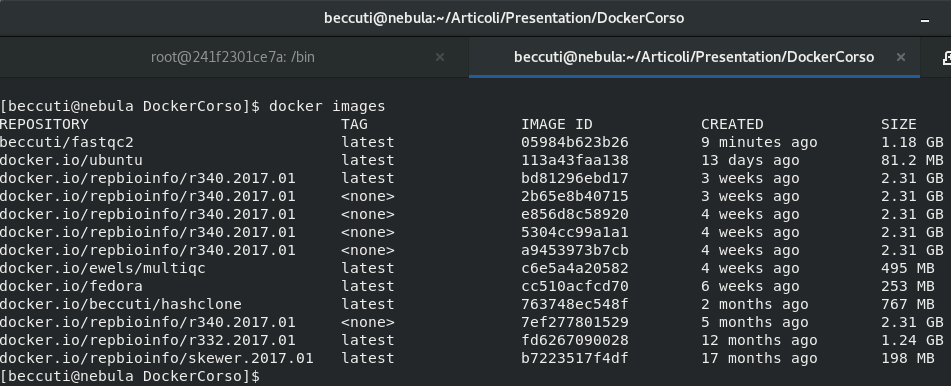 beccuti@nebula:~/Articoli/Presentation/DockerCorso
root@241f2301ce7a: /bin × beccuti@nebula:~/Articoli/Presentation/DockerCorso ×
[beccuti@nebula DockerCorso]$ docker images
REPOSITORY TAG IMAGE ID CREATED SIZE
beccuti/fastqc2 latest 05984b623b26 9 minutes ago 1.18 GB
docker.io/ubuntu latest 113a43faa138 13 days ago 81.2 MB
docker.io/repbioinfo/r340.2017.01 latest bd81296ebd17 3 weeks ago 2.31 GB
docker.io/repbioinfo/r340.2017.01 <none> 2b65e8b40715 3 weeks ago 2.31 GB
docker.io/repbioinfo/r340.2017.01 <none> e856d8c58920 4 weeks ago 2.31 GB
docker.io/repbioinfo/r340.2017.01 <none> 5304cc99a1a1 4 weeks ago 2.31 GB
docker.io/repbioinfo/r340.2017.01 <none> a9453973b7cb 4 weeks ago 2.31 GB
docker.io/ewels/multiqc latest c6e5a4a20582 4 weeks ago 495 MB
docker.io/fedora latest cc510acfcd70 6 weeks ago 253 MB
docker.io/beccuti/hashclone latest 763748ec548f 2 months ago 767 MB
docker.io/repbioinfo/r340.2017.01 <none> 7ef277801529 5 months ago 2.31 GB
docker.io/repbioinfo/r332.2017.01 latest fd6267090028 12 months ago 1.24 GB
docker.io/repbioinfo/skewer.2017.01 latest b7223517f4df 17 months ago 198 MB
[beccuti@nebula DockerCorso]$